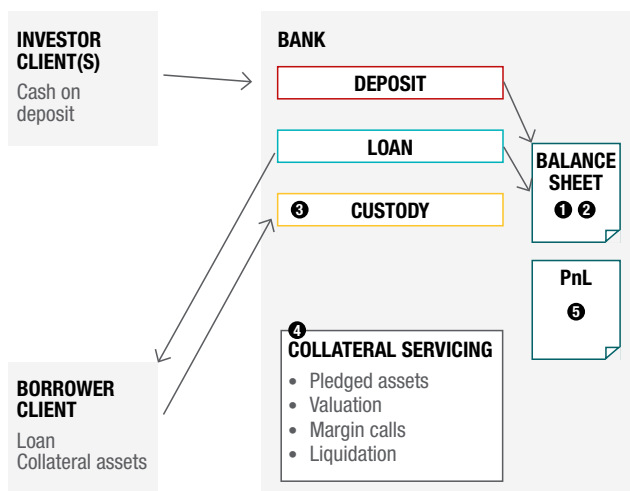 INVESTOR
CLIENT(S)
Cash on
deposit
BANK
DEPOSIT
LOAN
❸ CUSTODY
BALANCE
SHEET
❶ ❷
PnL
❺
❹
COLLATERAL SERVICING
• Pledged assets
• Valuation
• Margin calls
• Liquidation
BORROWER
CLIENT
Loan
Collateral assets